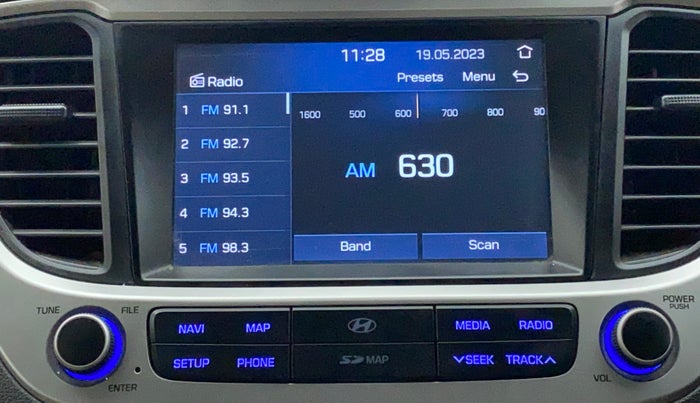 11:28 19.05.2023
Radio
Presets Menu
1 FM 91.1
2 FM 92.7
3 FM 93.5
4 FM 94.3
5 FM 98.3
1600 500 600 700 800 90
AM 630
Band Scan
TUNE FILE
ENTER
NAVI MAP
SETUP PHONE
SD MAP
MEDIA RADIO
SEEK TRACK
POWER
PUSH
VOL